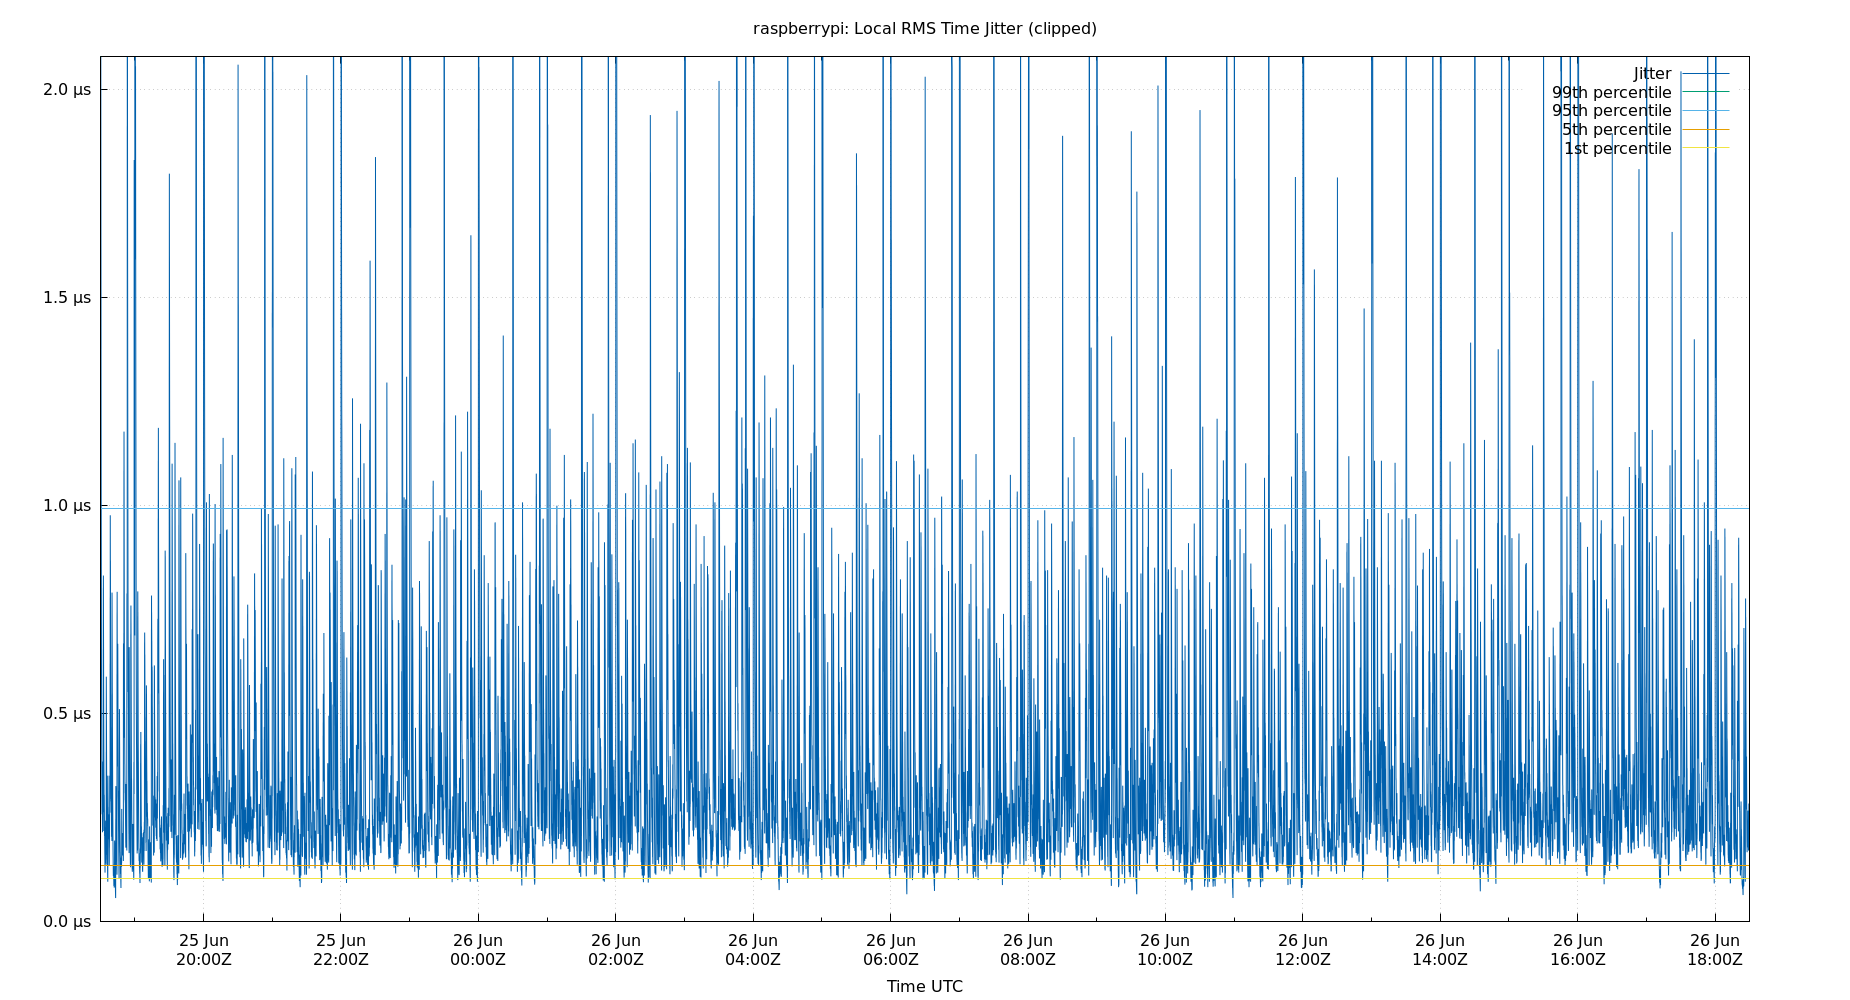 raspberrypi: Local RMS Time Jitter (clipped)
Jitter
99th percentile
95th percentile
5th percentile
1st percentile
2.0 µs
1.5 µs
1.0 µs
0.5 µs
0.0 µs
25 Jun 25 Jun 26 Jun 26 Jun 26 Jun 26 Jun 26 Jun 26 Jun 26 Jun 26 Jun 26 Jun 26 Jun
20:00Z 22:00Z 00:00Z 02:00Z 04:00Z 06:00Z 08:00Z 10:00Z 12:00Z 14:00Z 16:00Z 18:00Z
Time UTC